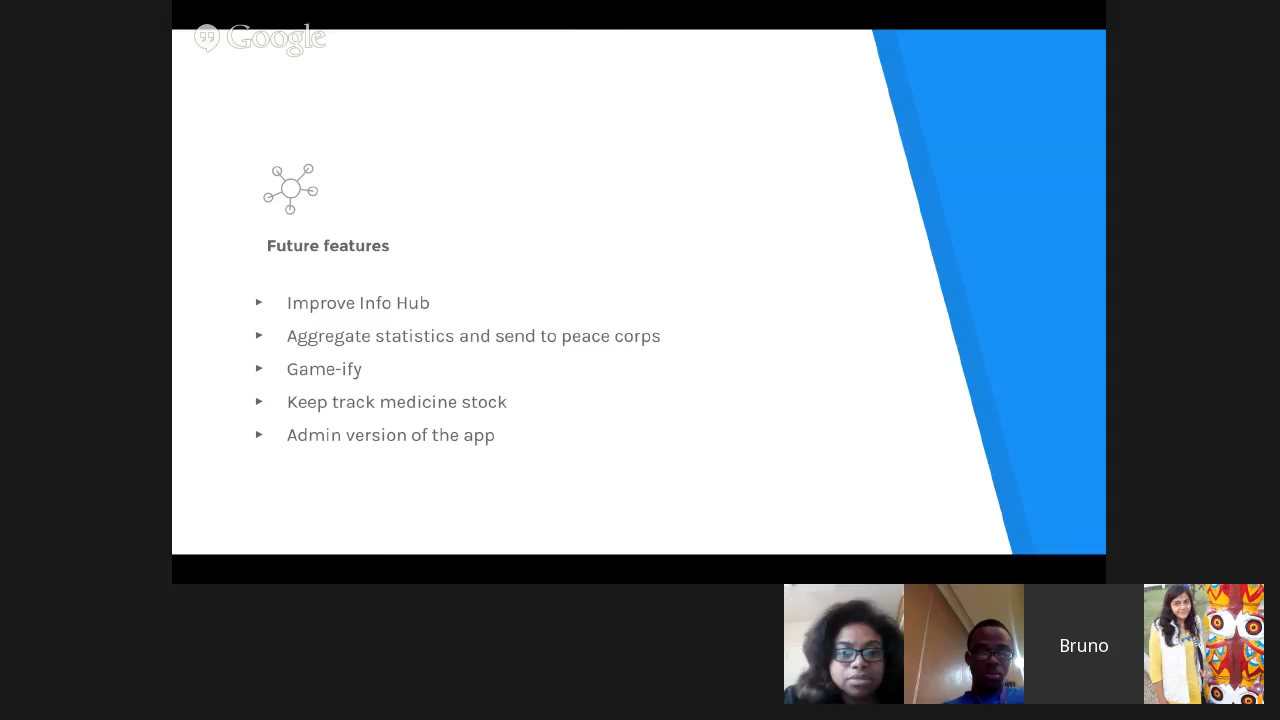 Google
Future features
Improve Info Hub
Aggregate statistics and send to peace corps
Game-ify
Keep track medicine stock
Admin version of the app
Bruno